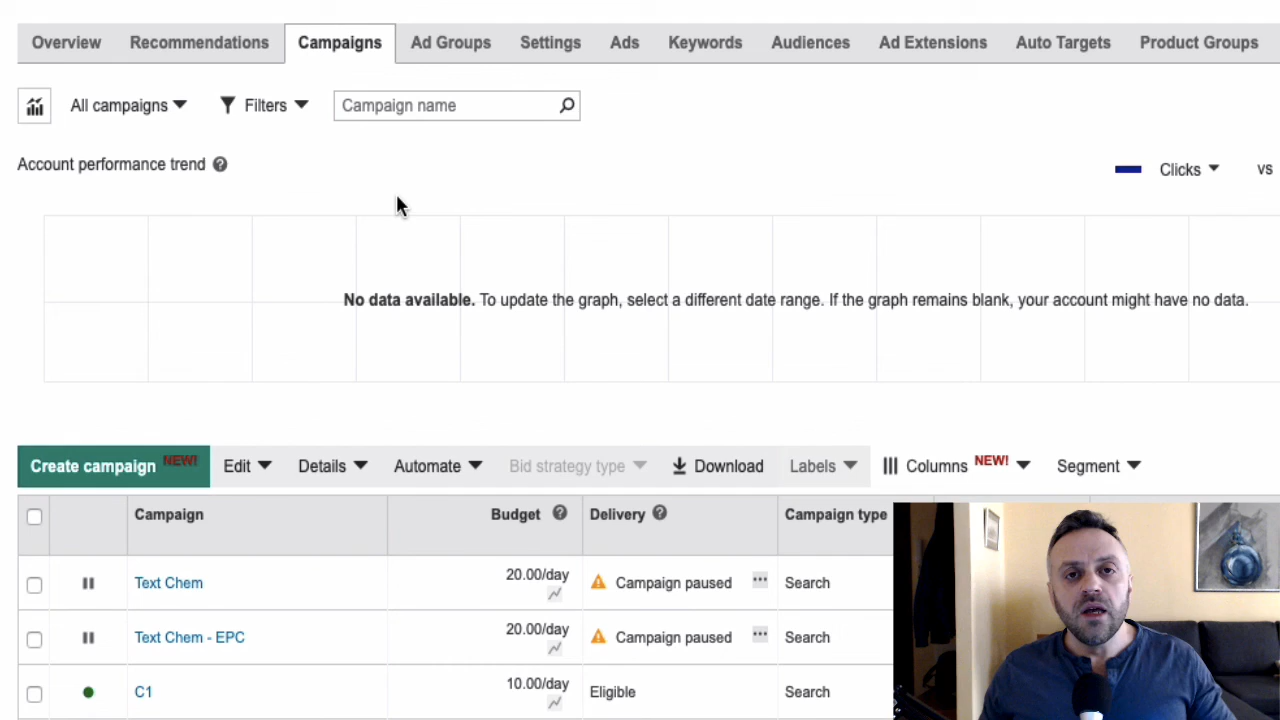 Overview Recommendations Campaigns Ad Groups Settings Ads Keywords Audiences Ad Extensions Auto Targets Product Groups
All campaigns Filters Campaign name
Account performance trend
Clicks vs
No data available. To update the graph, select a different date range. If the graph remains blank, your account might have no data.
Create campaign NEW! Edit Details Automate Bid strategy type Download Labels Columns NEW! Segment
Campaign Budget Delivery Campaign type
Text Chem 20.00/day Campaign paused Search
Text Chem - EPC 20.00/day Campaign paused Search
C1 10.00/day Eligible Search